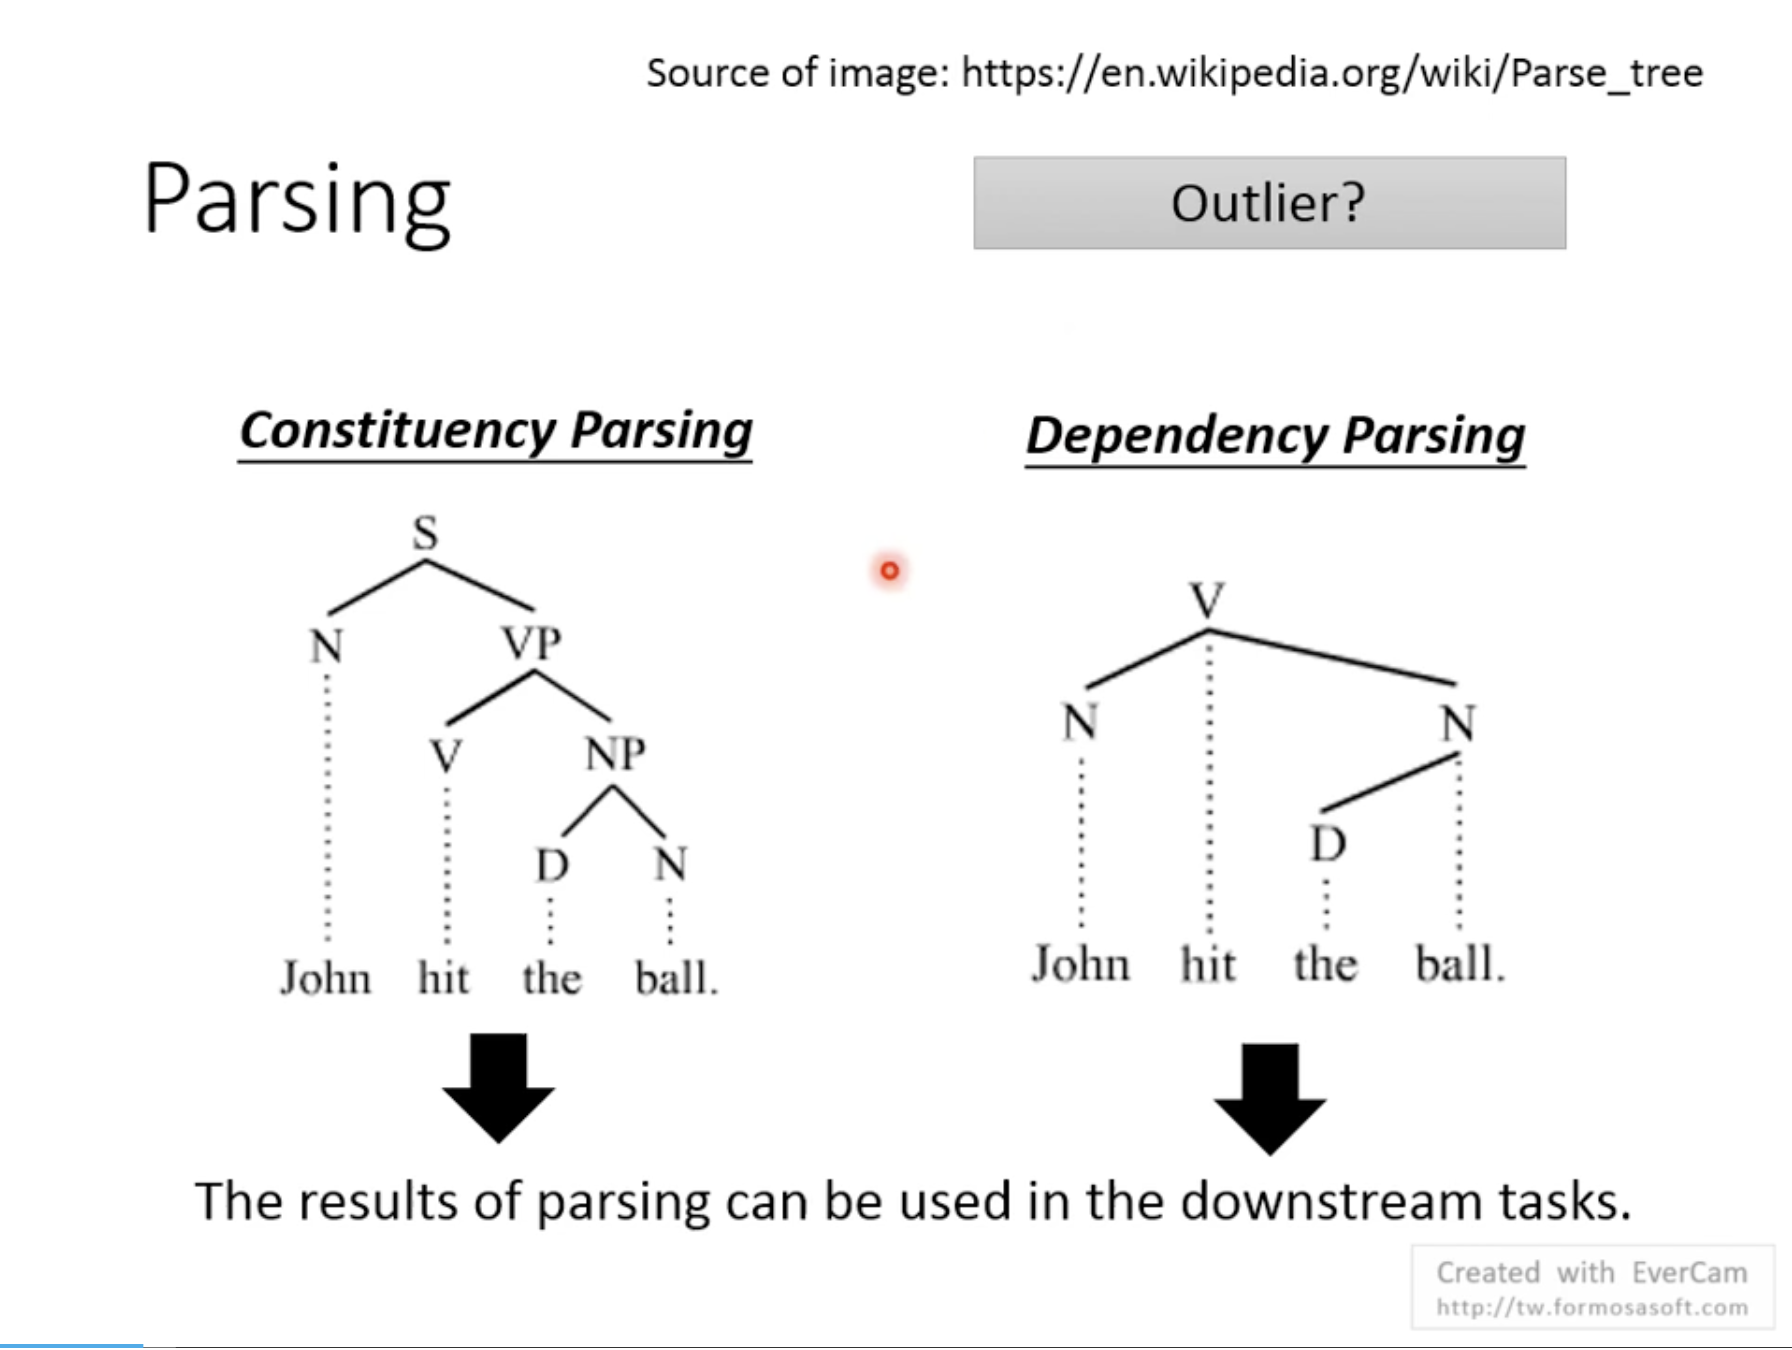 Source of image: https://en.wikipedia.org/wiki/Parse_tree
Parsing
Outlier?
Constituency Parsing
S
N VP
V NP
D N
John hit the ball.
Dependency Parsing
V
N N
D
John hit the ball.
The results of parsing can be used in the downstream tasks.
Created with EverCam
http://tw.formosasoft.com